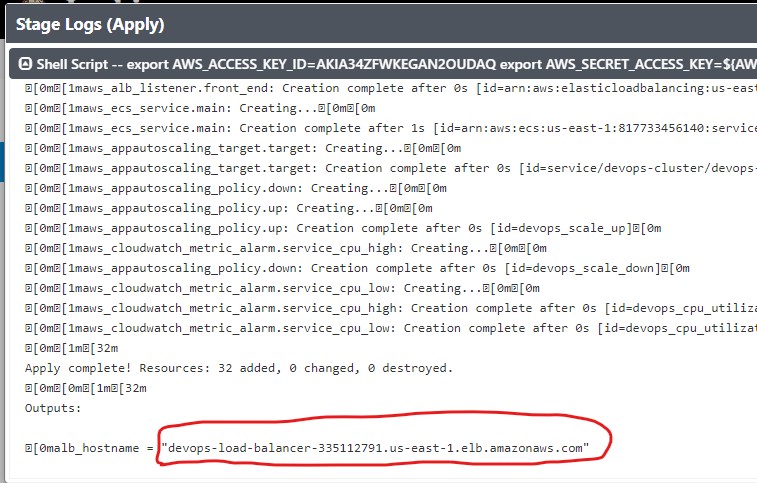 Stage Logs (Apply)
Shell Script -- export AWS_ACCESS_KEY_ID=AKIA34ZFWKEGAN2OUDAQ export AWS_SECRET_ACCESS_KEY=${AW
[0m[1maws_alb_listener.front_end: Creation complete after 0s [id=arn:aws:elasticloadbalancing:us-eas
[0m[1maws_ecs_service.main: Creating...[0m[0m
[0m[1maws_ecs_service.main: Creation complete after 1s [id=arn:aws:ecs:us-east-1:817733456140:service
[0m[1maws_appautoscaling_target.target: Creating...[0m[0m
[0m[1maws_appautoscaling_target.target: Creation complete after 0s [id=service/devops-cluster/devops-
[0m[1maws_appautoscaling_policy.down: Creating...[0m[0m
[0m[1maws_appautoscaling_policy.up: Creating...[0m[0m
[0m[1maws_appautoscaling_policy.up: Creation complete after 0s [id=devops_scale_up][0m
[0m[1maws_cloudwatch_metric_alarm.service_cpu_high: Creating...[0m[0m
[0m[1maws_appautoscaling_policy.down: Creation complete after 0s [id=devops_scale_down][0m
[0m[1maws_cloudwatch_metric_alarm.service_cpu_low: Creating...[0m[0m
[0m[1maws_cloudwatch_metric_alarm.service_cpu_high: Creation complete after 0s [id=devops_cpu_utiliza
[0m[1maws_cloudwatch_metric_alarm.service_cpu_low: Creation complete after 0s [id=devops_cpu_utilizat
[0m[1m[32m
Apply complete! Resources: 32 added, 0 changed, 0 destroyed.
[0m[0m[1m[32m
Outputs:
[0malb_hostname = "devops-load-balancer-335112791.us-east-1.elb.amazonaws.com"